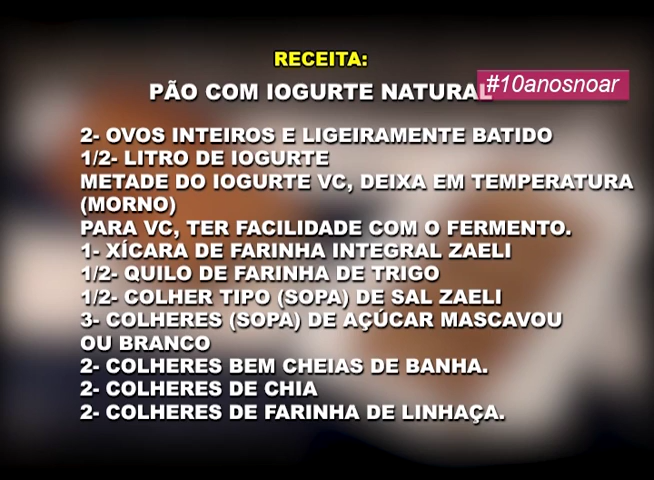 RECEITA:
#10anosnoar
PÃO COM IOGURTE NATURAL
2- OVOS INTEIROS E LIGEIRAMENTE BATIDO
1/2- LITRO DE IOGURTE
METADE DO IOGURTE VC, DEIXA EM TEMPERATURA
(MORNO)
PARA VC, TER FACILIDADE COM O FERMENTO.
1- XÍCARA DE FARINHA INTEGRAL ZAELI
1/2- QUILO DE FARINHA DE TRIGO
1/2- COLHER TIPO (SOPA) DE SAL ZAELI
3- COLHERES (SOPA) DE AÇÚCAR MASCAVOU
OU BRANCO
2- COLHERES BEM CHEIAS DE BANHA.
2- COLHERES DE CHIA
2- COLHERES DE FARINHA DE LINHAÇA.